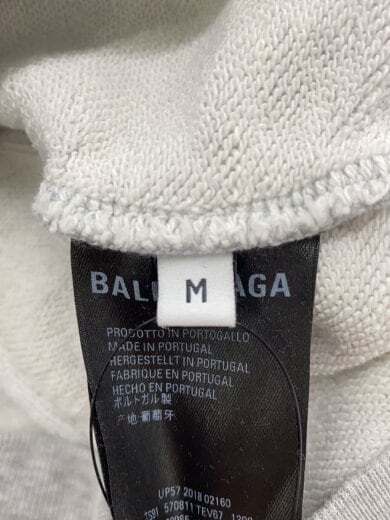 M
BAL AGA
PRODOTTO IN PORTOGALLO
MADE IN PORTUGAL
HERGESTELLT IN PORTUGAL
FABRIQUE EN PORTUGAL
HECHO EN PORTUGAL
ポルトガル製
产地:葡萄牙
UP57 2018 02160
570811 TEV67